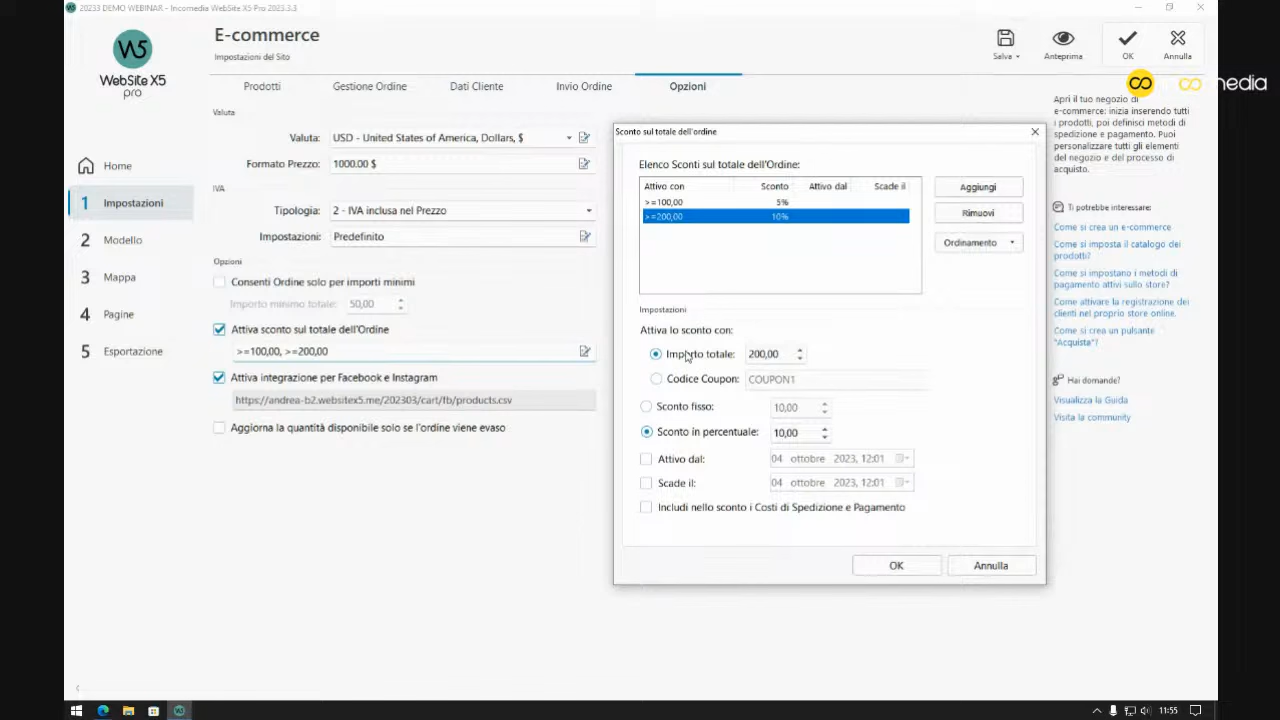 20233 DEMO WEBINAR - Incomedia WebSite X5 Pro 2023.3.3
W5
WebSite X5
pro
E-commerce
Impostazioni del Sito
Salva
Anteprima
OK
Annulla
media
Prodotti
Gestione Ordine
Dati Cliente
Invio Ordine
Opzioni
Home
1 Impostazioni
2 Modello
3 Mappa
4 Pagine
5 Esportazione
Valuta
Valuta: USD - United States of America, Dollars, $
Formato Prezzo: 1000.00 $
IVA
Tipologia: 2 - IVA inclusa nel Prezzo
Impostazioni: Predefinito
Opzioni
Consenti Ordine solo per importi minimi
Importo minimo totale: 50,00
Attiva sconto sul totale dell'Ordine
>=100,00, >=200,00
Attiva integrazione per Facebook e Instagram
https://andrea-b2.websitex5.me/202303/cart/fb/products.csv
Aggiorna la quantità disponibile solo se l'ordine viene evaso
Sconto sul totale dell'ordine
Elenco Sconti sul totale dell'Ordine:
Attivo con Sconto Attivo dal Scade il
>=100,00 5%
>=200,00 10%
Aggiungi
Rimuovi
Ordinamento
Impostazioni
Attiva lo sconto con:
Importo totale: 200,00
Codice Coupon: COUPON1
Sconto fisso: 10,00
Sconto in percentuale: 10,00
Attivo dal: 04 ottobre 2023, 12:01
Scade il: 04 ottobre 2023, 12:01
Includi nello sconto i Costi di Spedizione e Pagamento
OK
Annulla
Apri il tuo negozio di
e-commerce: inizia inserendo tutti
i prodotti, poi definisci metodi di
spedizione e pagamento. Puoi
personalizzare tutti gli elementi
del negozio e del processo di
acquisto.
Ti potrebbe interessare:
Come si crea un e-commerce
Come si imposta il catalogo dei
prodotti?
Come si impostano i metodi di
pagamento attivi sullo store?
Come attivare la registrazione dei
clienti nel proprio store online.
Come si crea un pulsante
"Acquista"?
Hai domande?
Visualizza la Guida
Visita la community
W5
11:55